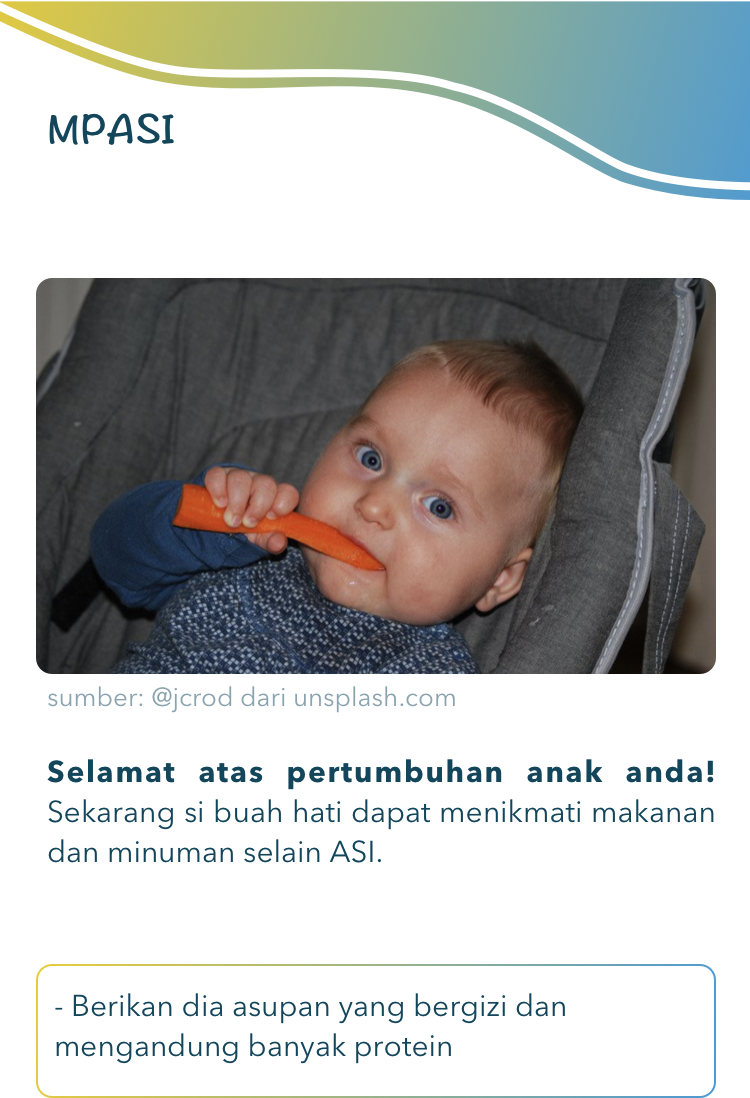 MPASI
sumber: @jcrod dari unsplash.com
Selamat atas pertumbuhan anak anda!
Sekarang si buah hati dapat menikmati makanan
dan minuman selain ASI.
- Berikan dia asupan yang bergizi dan
mengandung banyak protein